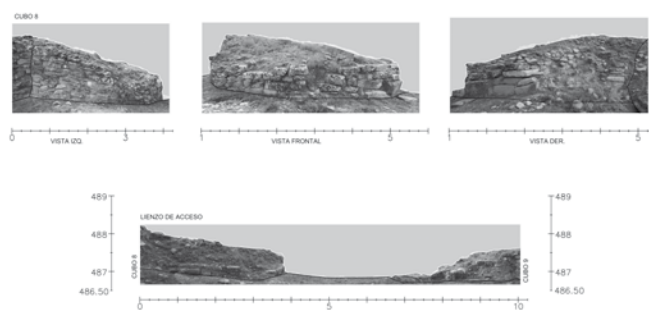 CUBO 8
0 3
VISTA IZQ.
1 5
VISTA FRONTAL
1 5
VISTA DER.
489 489
LIENZO DE ACCESO
488 488
CUBO 8 CUBO 9
487 487
486.50 486.50
0 5 10